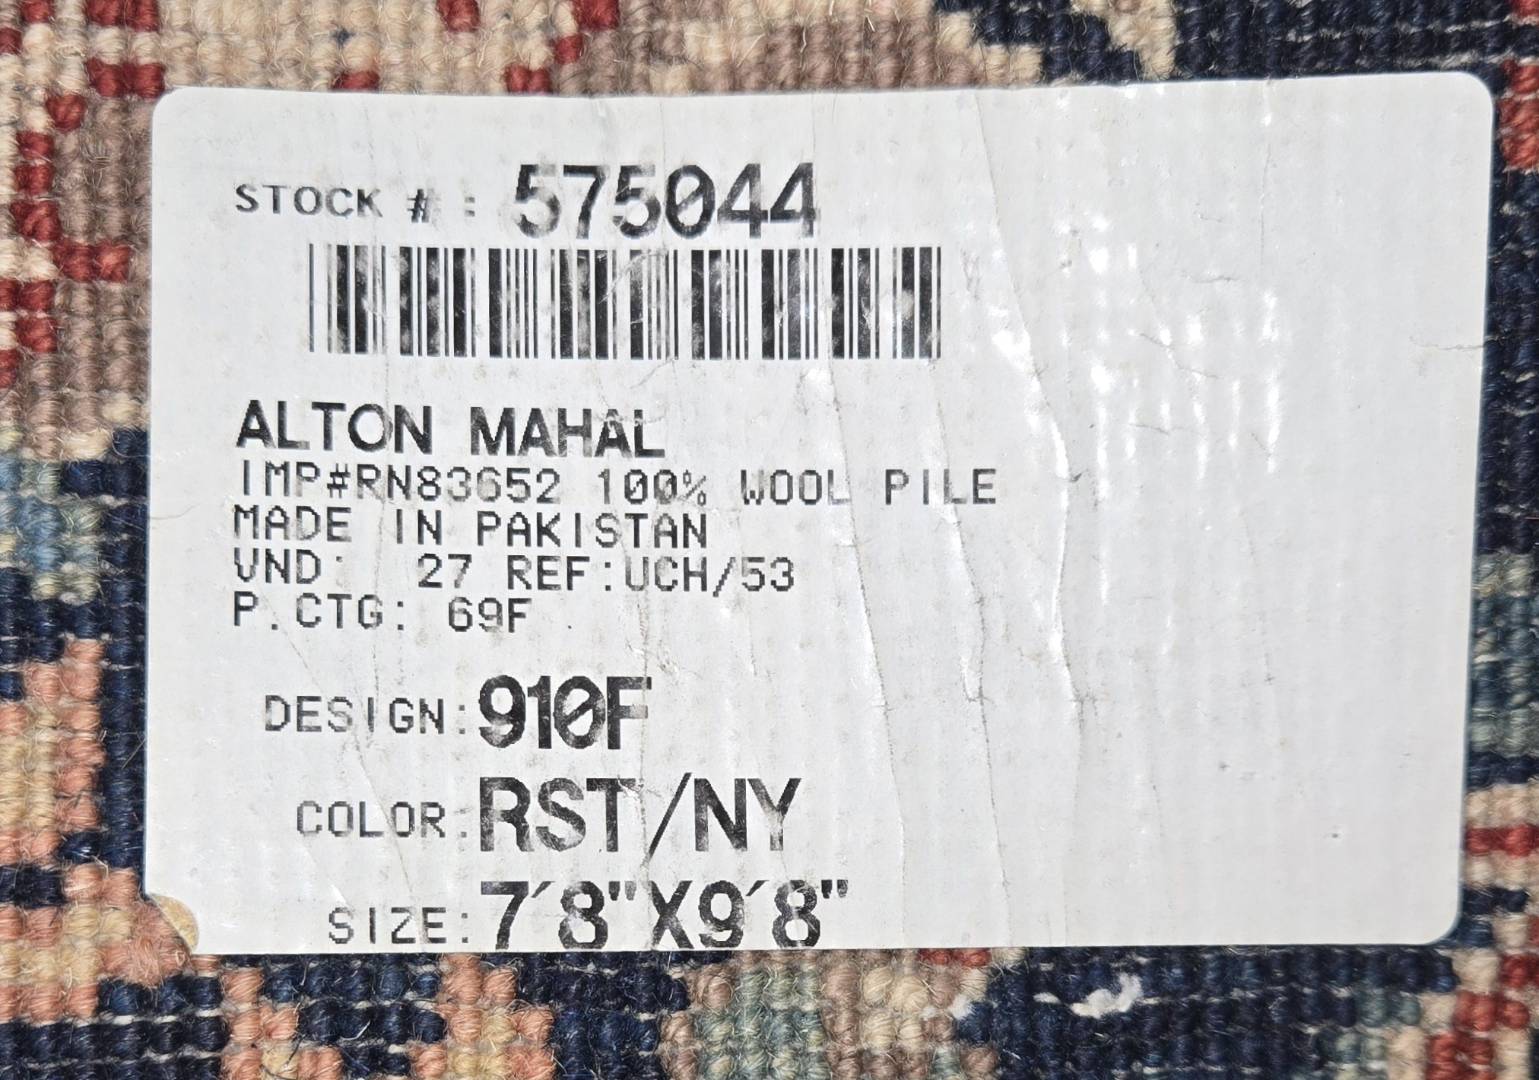 STOCK # : 575044
ALTON MAHAL
IMP#RN83652 100% WOOL PILE
MADE IN PAKISTAN
VND: 27 REF:UCH/53
P.CTG: 69F
DESIGN:910F
COLOR:RST/NY
SIZE:7'8"X9'8"